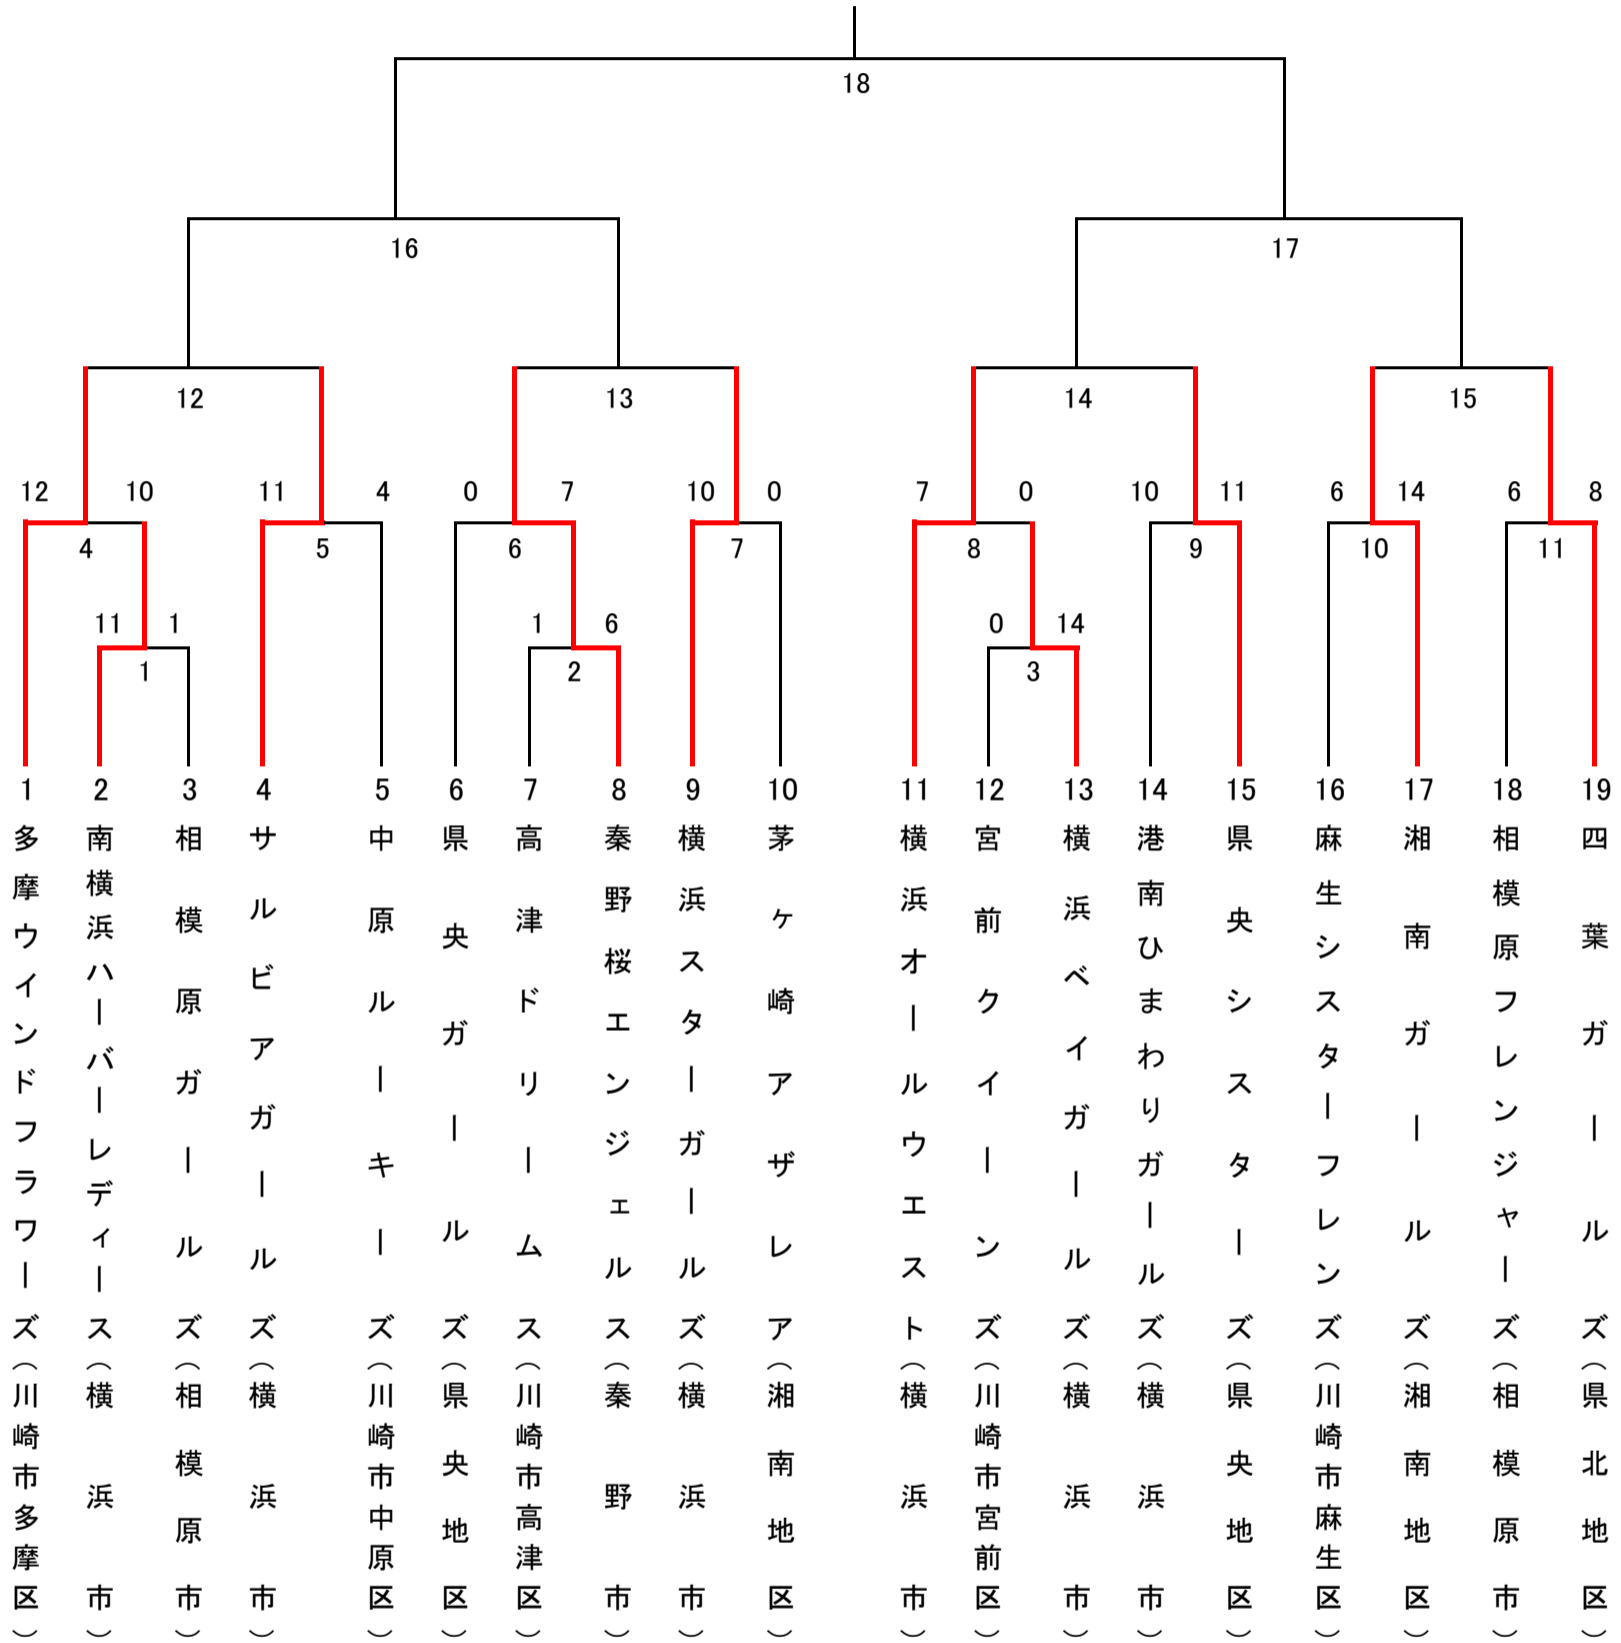 18
16 17
12 13 14 15
12 10 11 4 0 7 10 0 7 0 10 11 6 14 6 8
4 5 6 7 8 9 10 11
11 1 1 6 0 14
1 2 3
1 2 3 4 5 6 7 8 9 10 11 12 13 14 15 16 17 18 19
多摩ウインドフラワーズ(川崎市多摩区)
南横浜ハーバーレディース(横浜市)
相模原ガールズ(相模原市)
サルビアガールズ(横浜市)
中原ルーキーズ(川崎市中原区)
県央ガールズ(県央地区)
高津ドリームス(川崎市高津区)
秦野桜エンジェルス(秦野市)
横浜スターガールズ(横浜市)
茅ヶ崎アザレア(湘南地区)
横浜オールウエスト(横浜市)
宮前クイーンズ(川崎市宮前区)
横浜ベイガールズ(横浜市)
港南ひまわりガールズ(横浜市)
県央シスターズ(県央地区)
麻生シスターフレンズ(川崎市麻生区)
湘南ガールズ(湘南地区)
相模原フレンジャーズ(相模原市)
四葉ガールズ(県北地区)